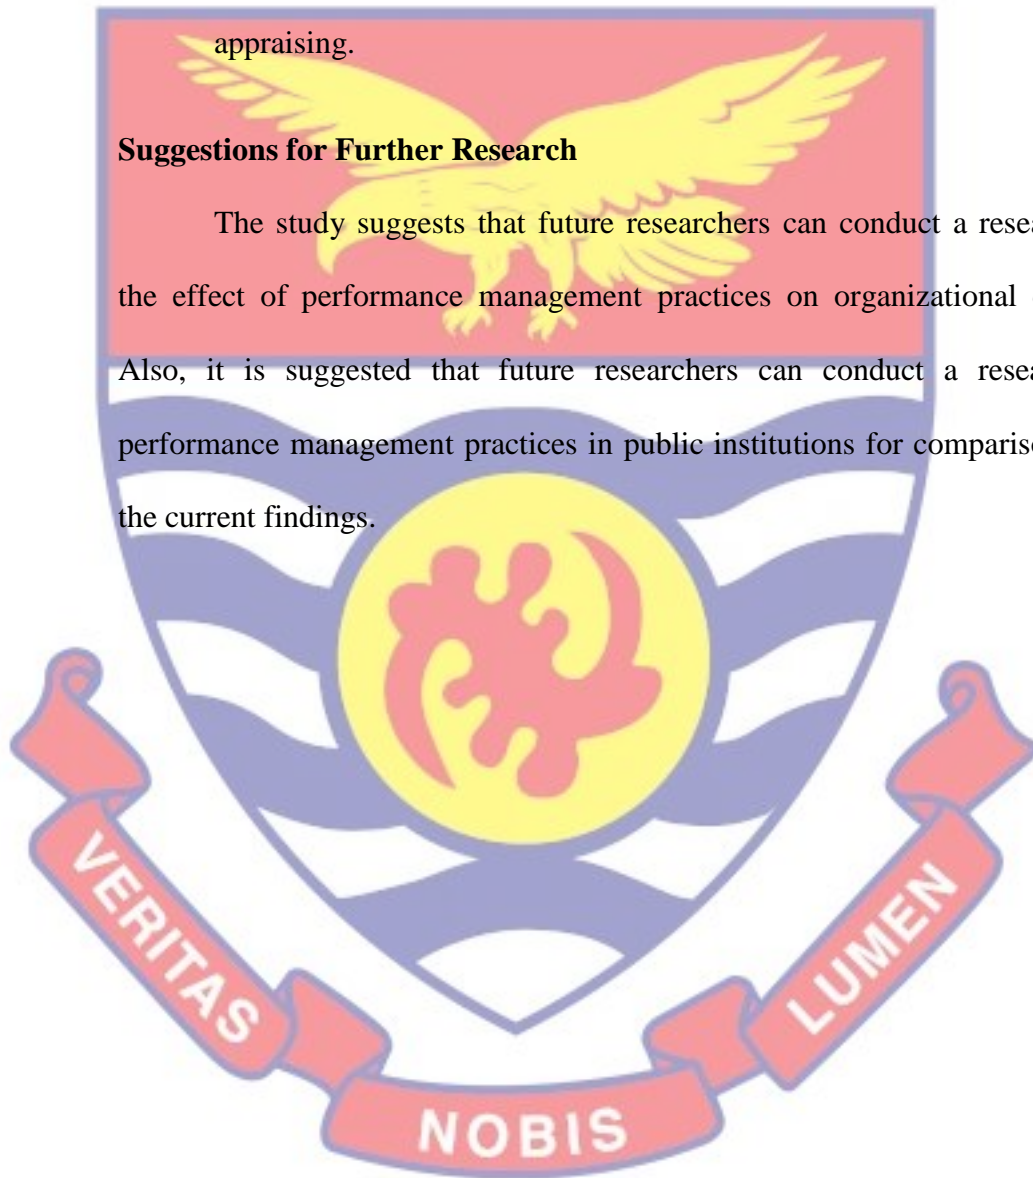 appraising.
Suggestions for Further Research
The study suggests that future researchers can conduct a resea
the effect of performance management practices on organizational
Also, it is suggested that future researchers can conduct a resea
performance management practices in public institutions for comparis
the current findings.
VERITAS
NOBIS
LUMEN